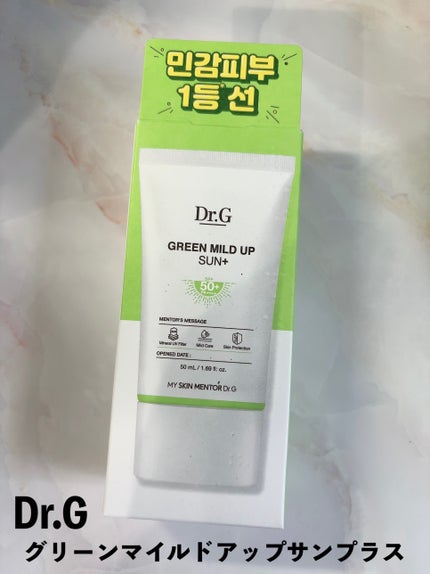 민감피부
1등 선
Dr.G
GREEN MILD UP
SUN+
SPF
50+
MENTOR'S MESSAGE
Mineral UV Filter
Mild Care
Skin Protection
OPENED DATE :
50 mL / 1.69 fl. oz.
MY SKIN MENTOR Dr.G
Dr.G
グリーンマイルドアップサンプラス